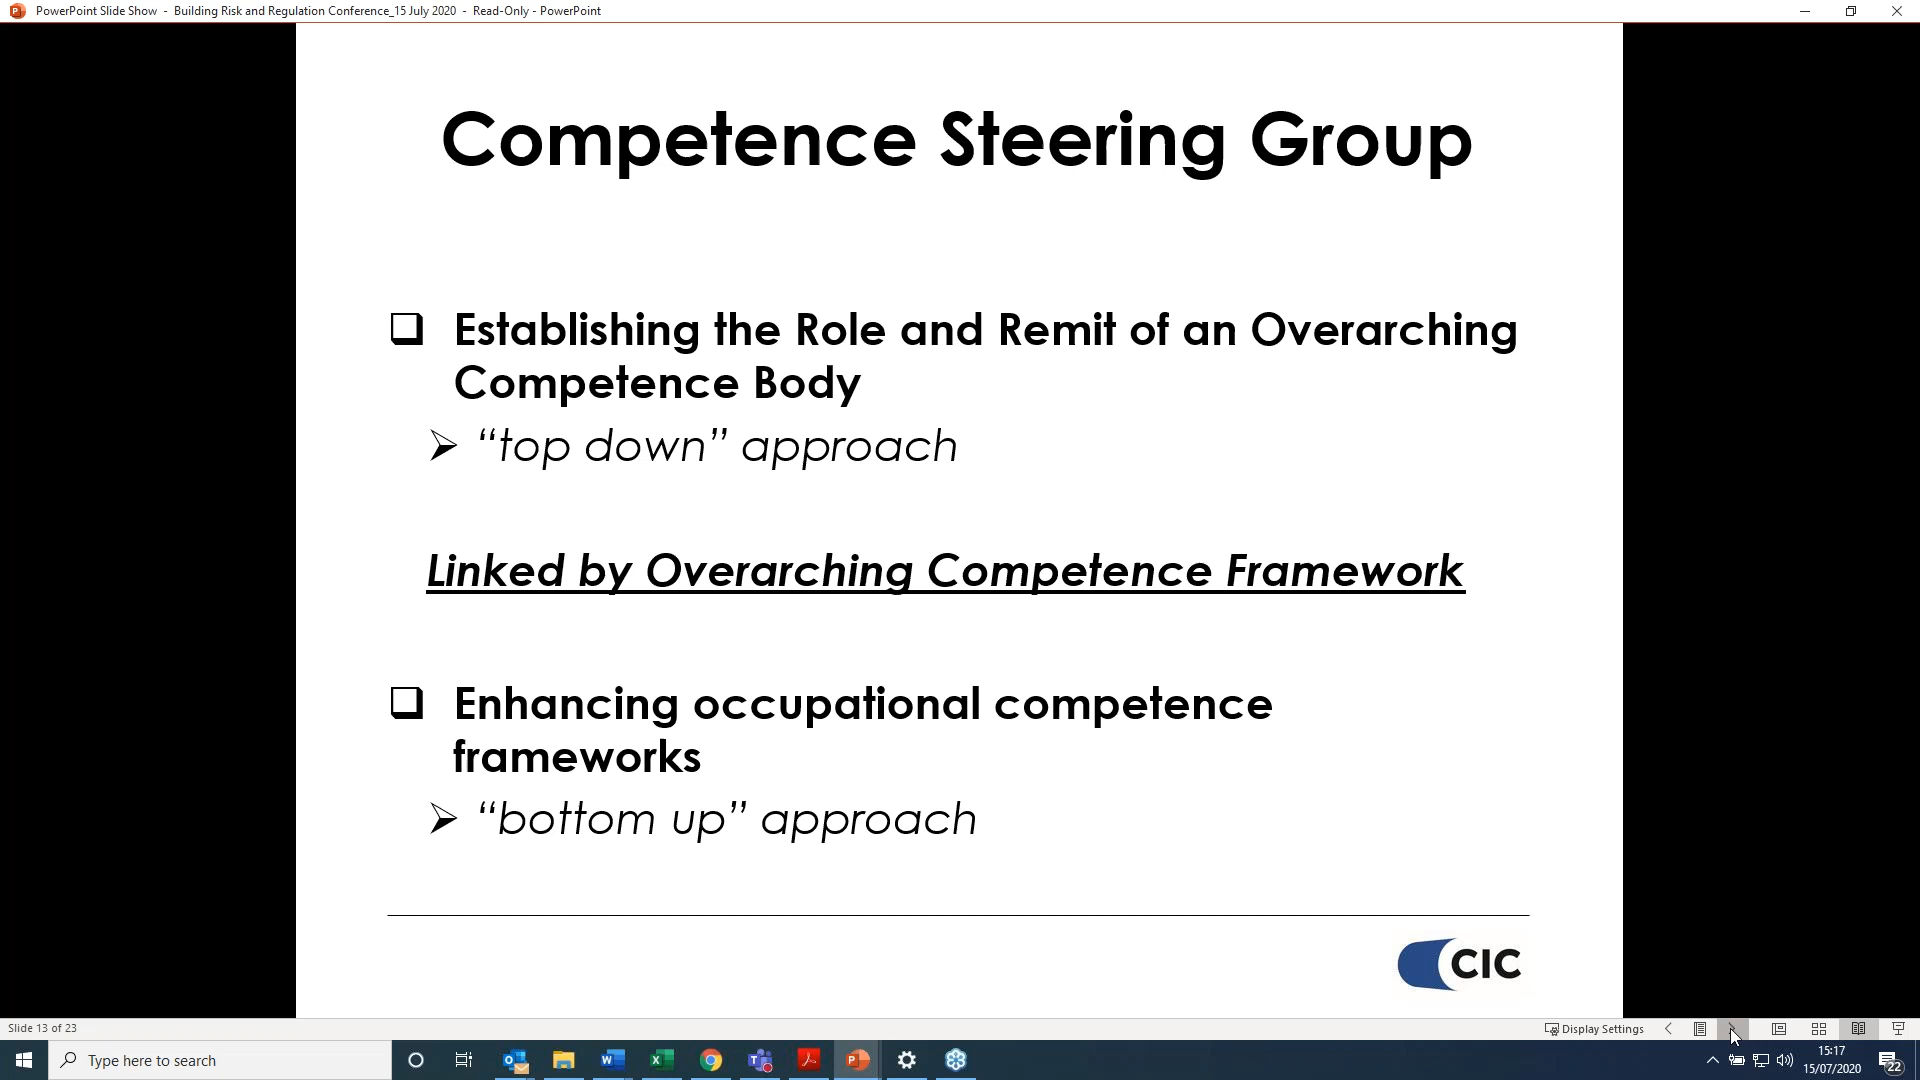 PowerPoint Slide Show - Building Risk and Regulation Conference_15 July 2020 - Read-Only - PowerPoint
Competence Steering Group
Establishing the Role and Remit of an Overarching
Competence Body
“top down” approach
Linked by Overarching Competence Framework
Enhancing occupational competence
frameworks
“bottom up” approach
CIC
Slide 13 of 23
Display Settings
Type here to search
15:17
15/07/2020
22